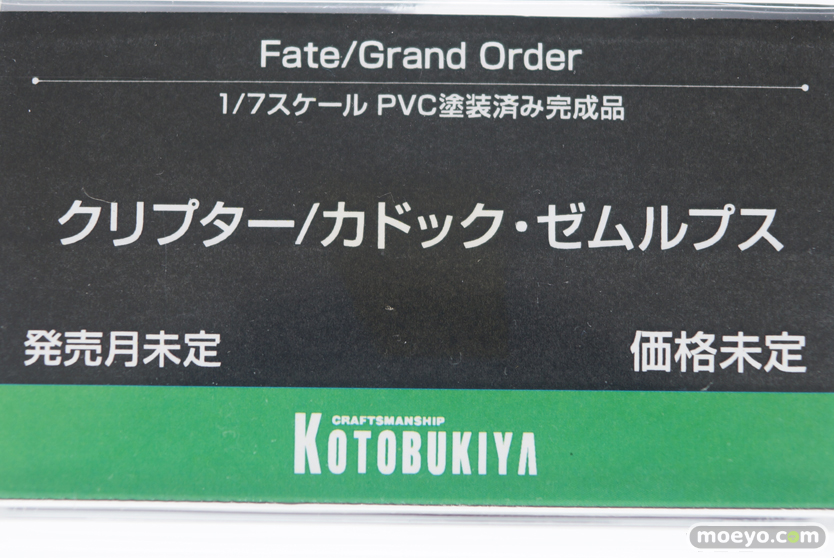 Fate/Grand Order
1/7スケール PVC塗装済み完成品
クリプター/カドック・ゼムルプス
発売月未定
価格未定
CRAFTSMANSHIP
KOTOBUKIYA
moeyo.com